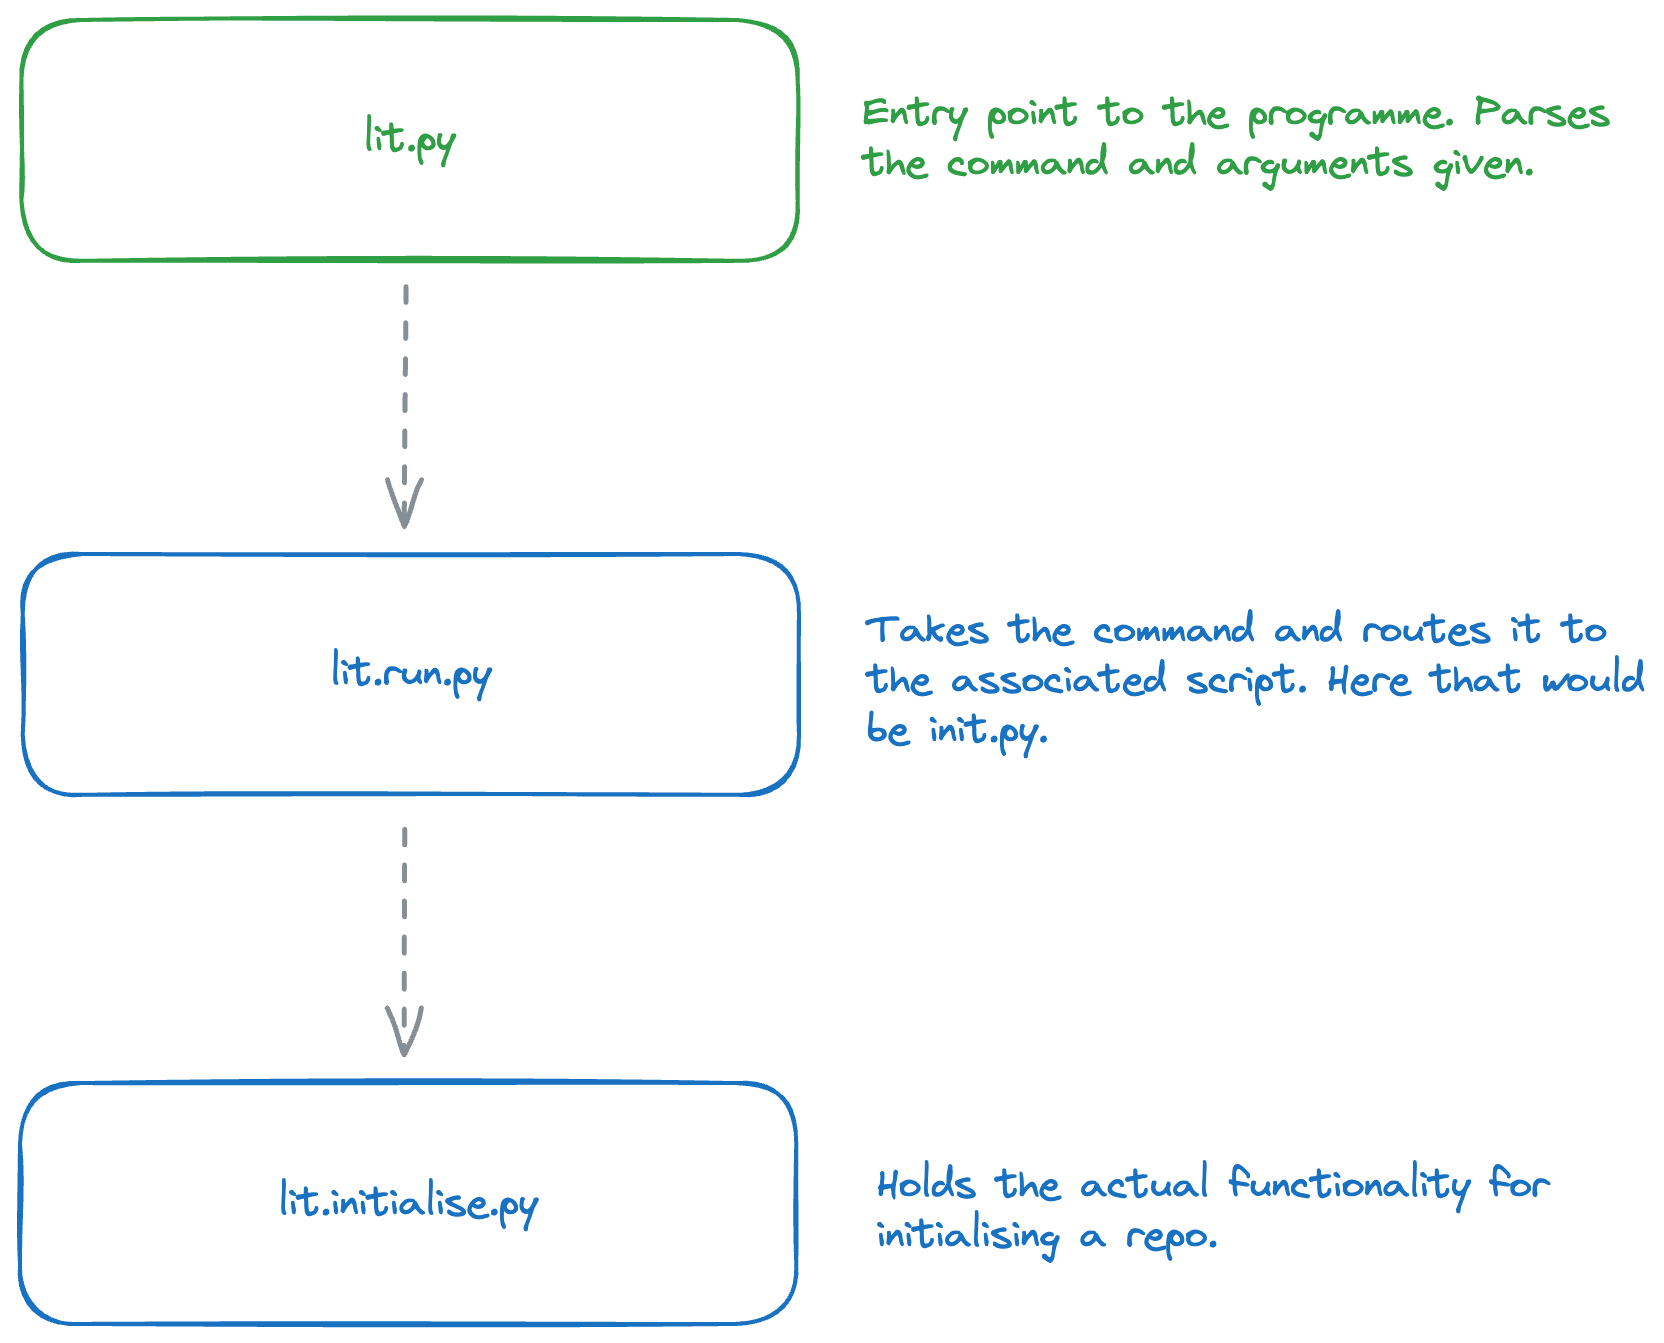 lit.py
Entry point to the programme. Parses
the command and arguments given.
lit.run.py
Takes the command and routes it to
the associated script. Here that would
be init.py.
lit.initialise.py
Holds the actual functionality for
initialising a repo.